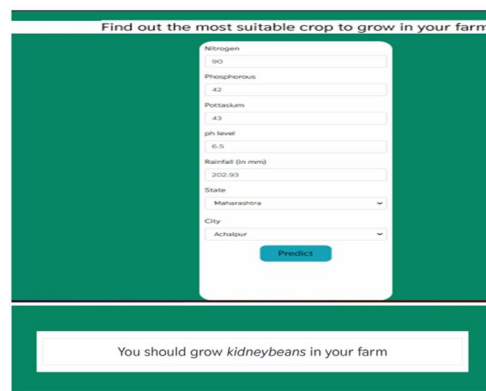 Find out the most suitable crop to grow in your farm
Nitrogen
90
Phosphorous
42
Pottasium
43
ph level
6.5
Rainfall (in mm)
202.93
State
Maharashtra
City
Achalpur
Predict
You should grow kidneybeans in your farm